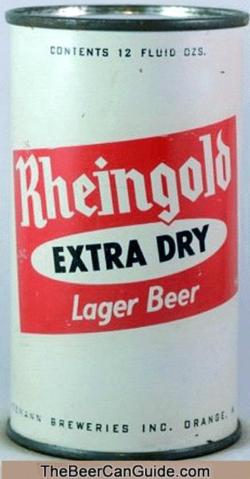 CONTENTS 12 FLUID OZS.
Rheingold
EXTRA DRY
Lager Beer
BREWERIES INC. ORANGE,
TheBeerCanGuide.com